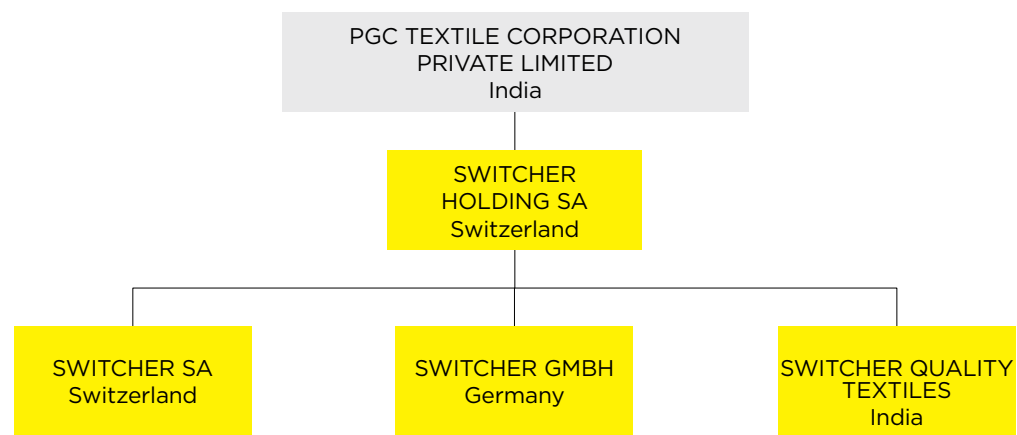 PGC TEXTILE CORPORATION
PRIVATE LIMITED
India
SWITCHER
HOLDING SA
Switzerland
SWITCHER SA
Switzerland
SWITCHER GMBH
Germany
SWITCHER QUALITY
TEXTILES
India